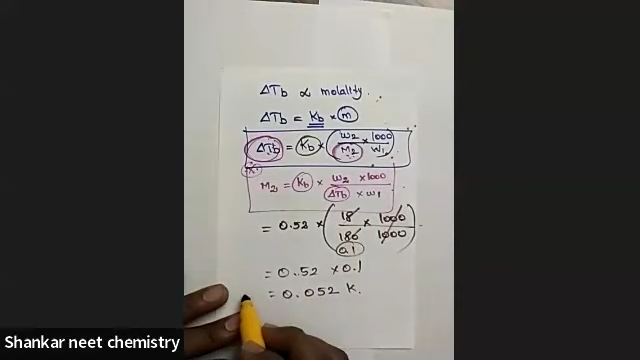 ΔTb ∝ molality.
ΔTb = Kb × m
ΔTb = Kb × (W2/M2 × 1000/W1)
M2 = Kb × W2 × 1000 / ΔTb × W1
= 0.52 × (18/180 × 1000/1000)
0.1
= 0.52 × 0.1
= 0.052 K.
Shankar neet chemistry